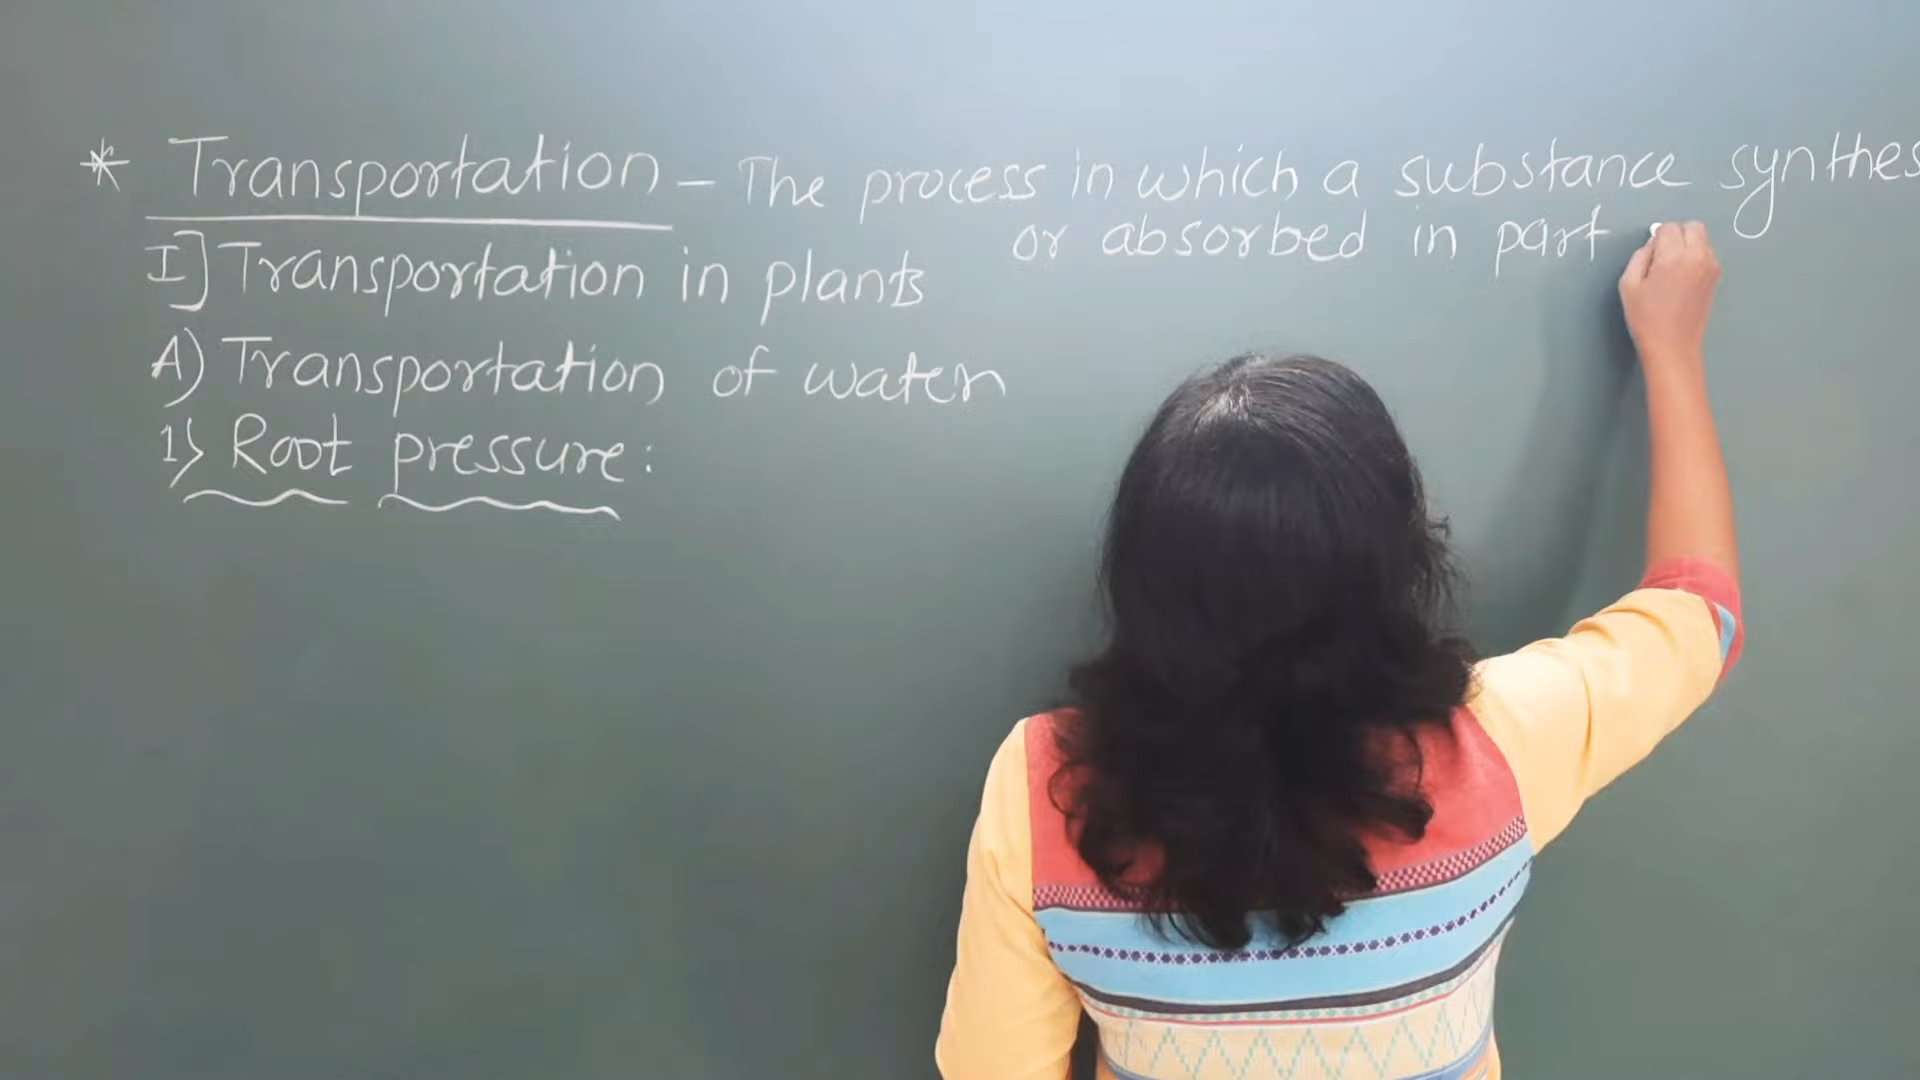 * Transportation – The process in which a substance synthes
or absorbed in part
I] Transportation in plants
A) Transportation of water
1) Root pressure: